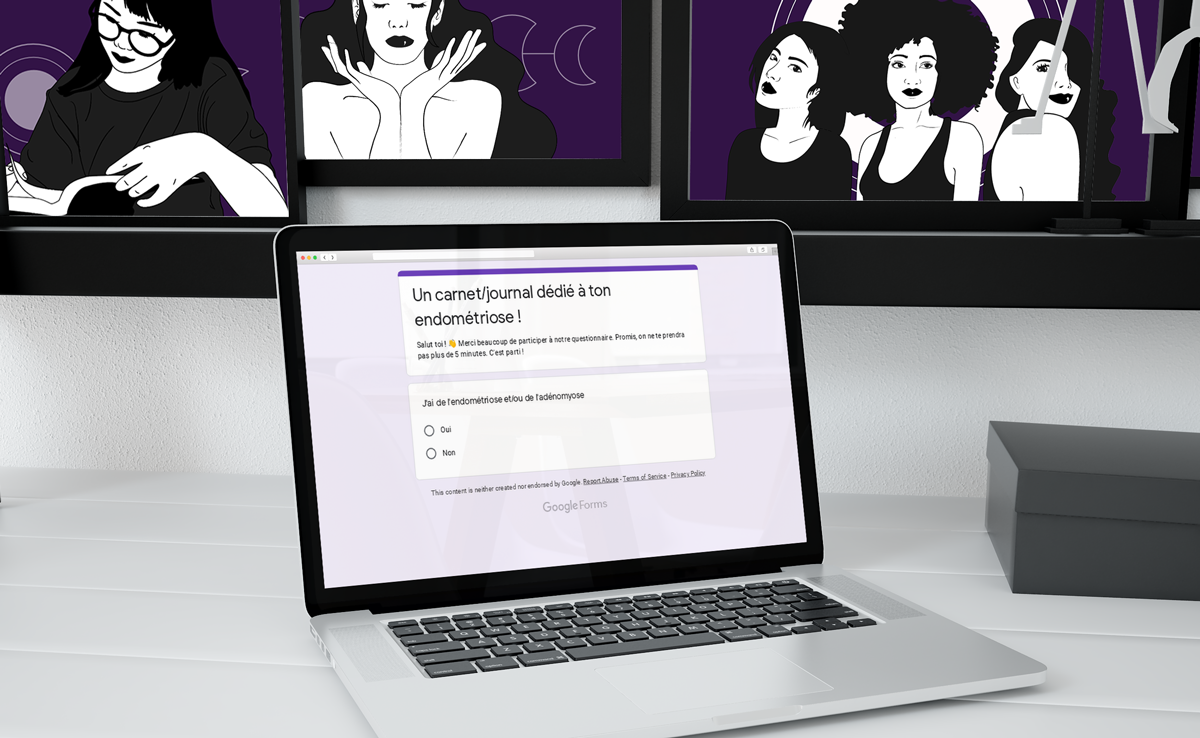 Un carnet/journal dédié à ton
endométriose !
Salut toi ! 👋 Merci beaucoup de participer à notre questionnaire. Promis, on ne te prendra
pas plus de 5 minutes. C'est parti !
J'ai de l'endométriose et/ou de l'adénomyose
Oui
Non
This content is neither created nor endorsed by Google. Report Abuse - Terms of Service - Privacy Policy
Google Forms